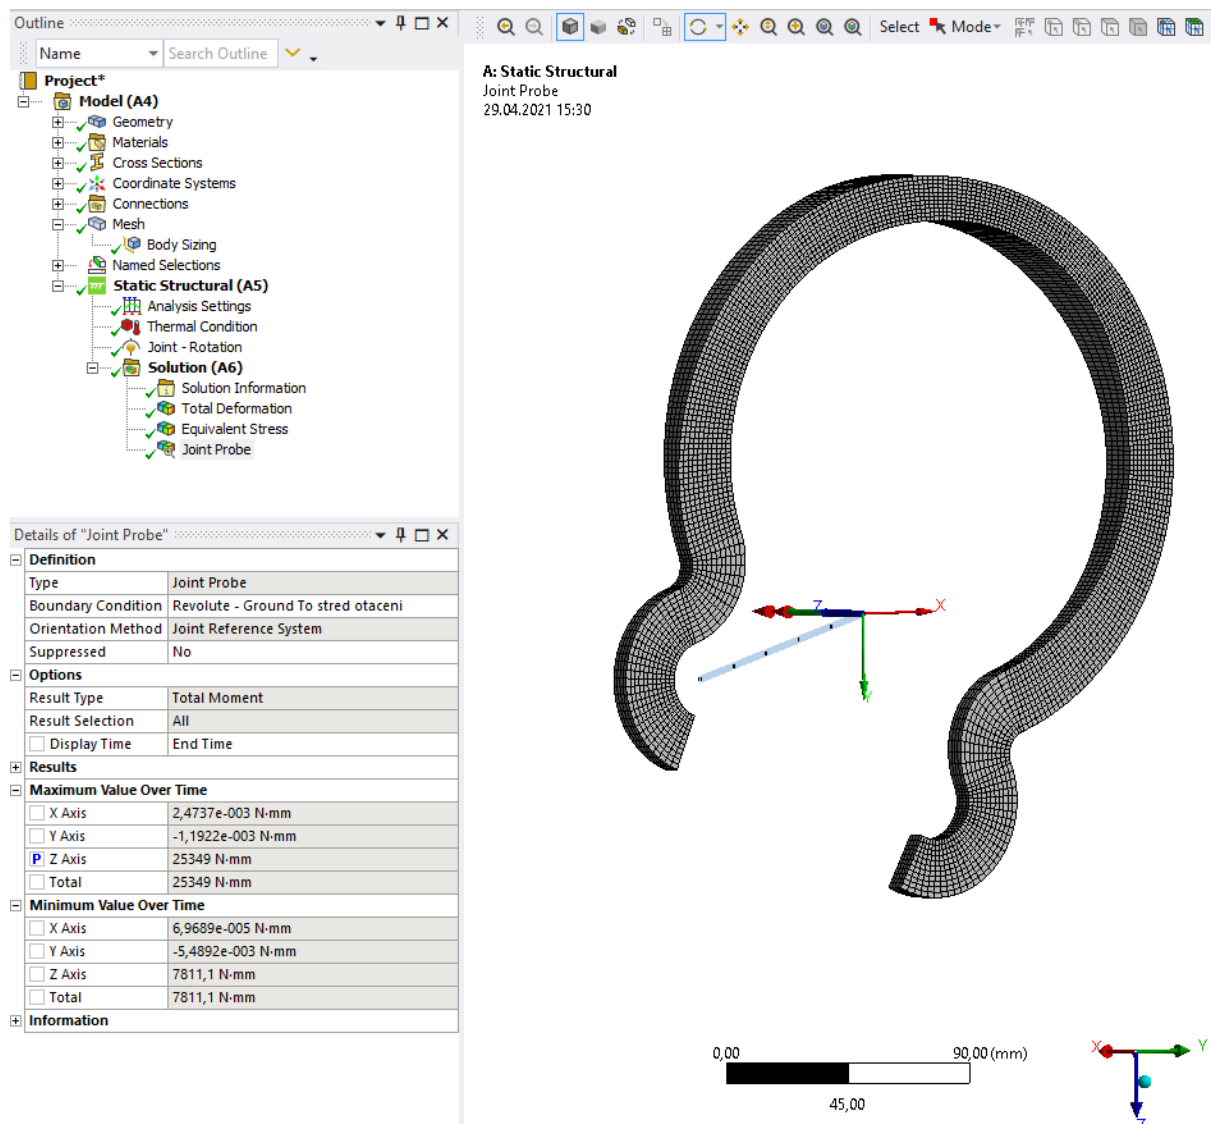 Outline
Name
Search Outline
Project*
Model (A4)
Geometry
Materials
Cross Sections
Coordinate Systems
Connections
Mesh
Body Sizing
Named Selections
Static Structural (A5)
Analysis Settings
Thermal Condition
Joint - Rotation
Solution (A6)
Solution Information
Total Deformation
Equivalent Stress
Joint Probe
Details of "Joint Probe"
Definition
Type Joint Probe
Boundary Condition Revolute - Ground To stred otaceni
Orientation Method Joint Reference System
Suppressed No
Options
Result Type Total Moment
Result Selection All
Display Time End Time
Results
Maximum Value Over Time
X Axis 2,4737e-003 N·mm
Y Axis -1,1922e-003 N·mm
P Z Axis 25349 N·mm
Total 25349 N·mm
Minimum Value Over Time
X Axis 6,9689e-005 N·mm
Y Axis -5,4892e-003 N·mm
Z Axis 7811,1 N·mm
Total 7811,1 N·mm
Information
Select Mode
A: Static Structural
Joint Probe
29.04.2021 15:30
Z X
Y
0,00 90,00 (mm)
45,00
X Y
Z